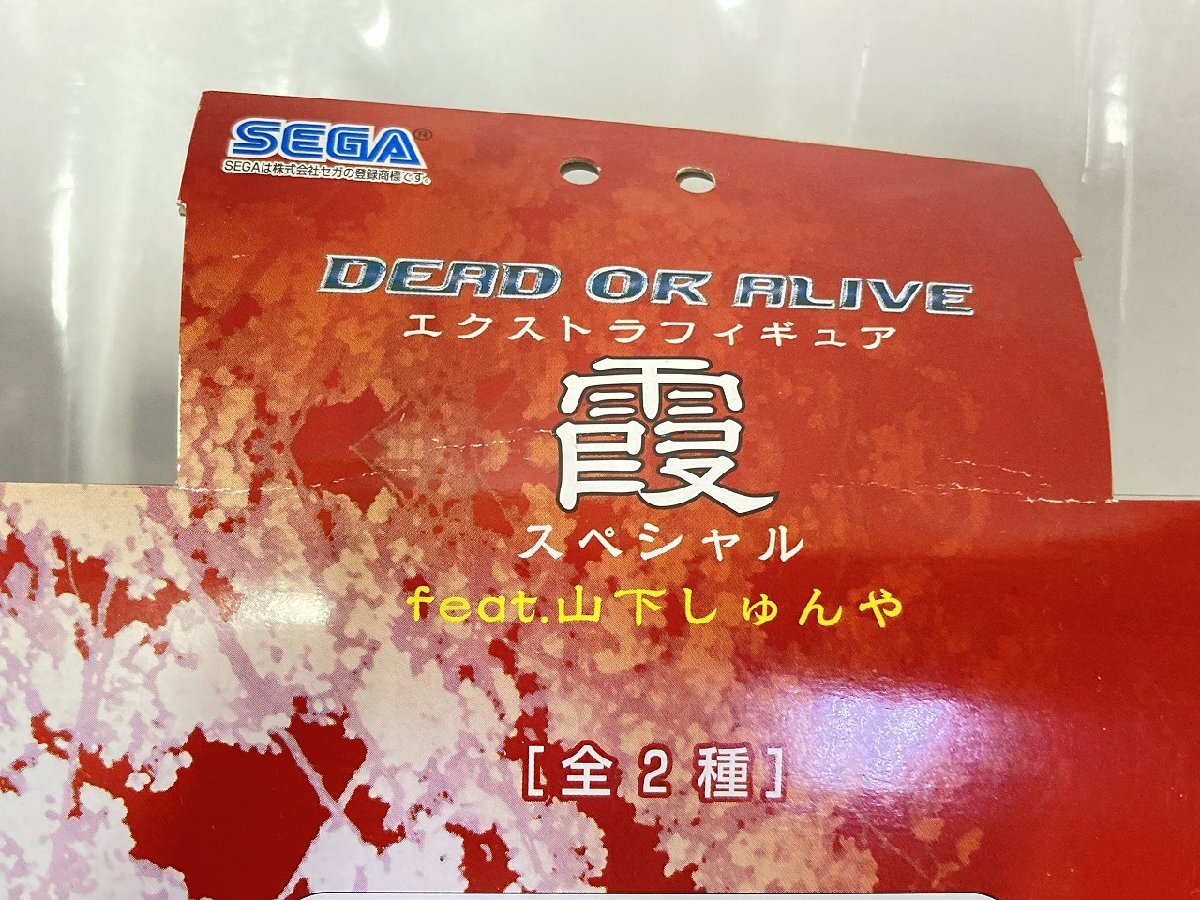 SEGA®
SEGAは株式会社セガの登録商標です。
DEAD OR ALIVE
エクストラフィギュア
霞
スペシャル
feat.山下しゅんや
[全2種]